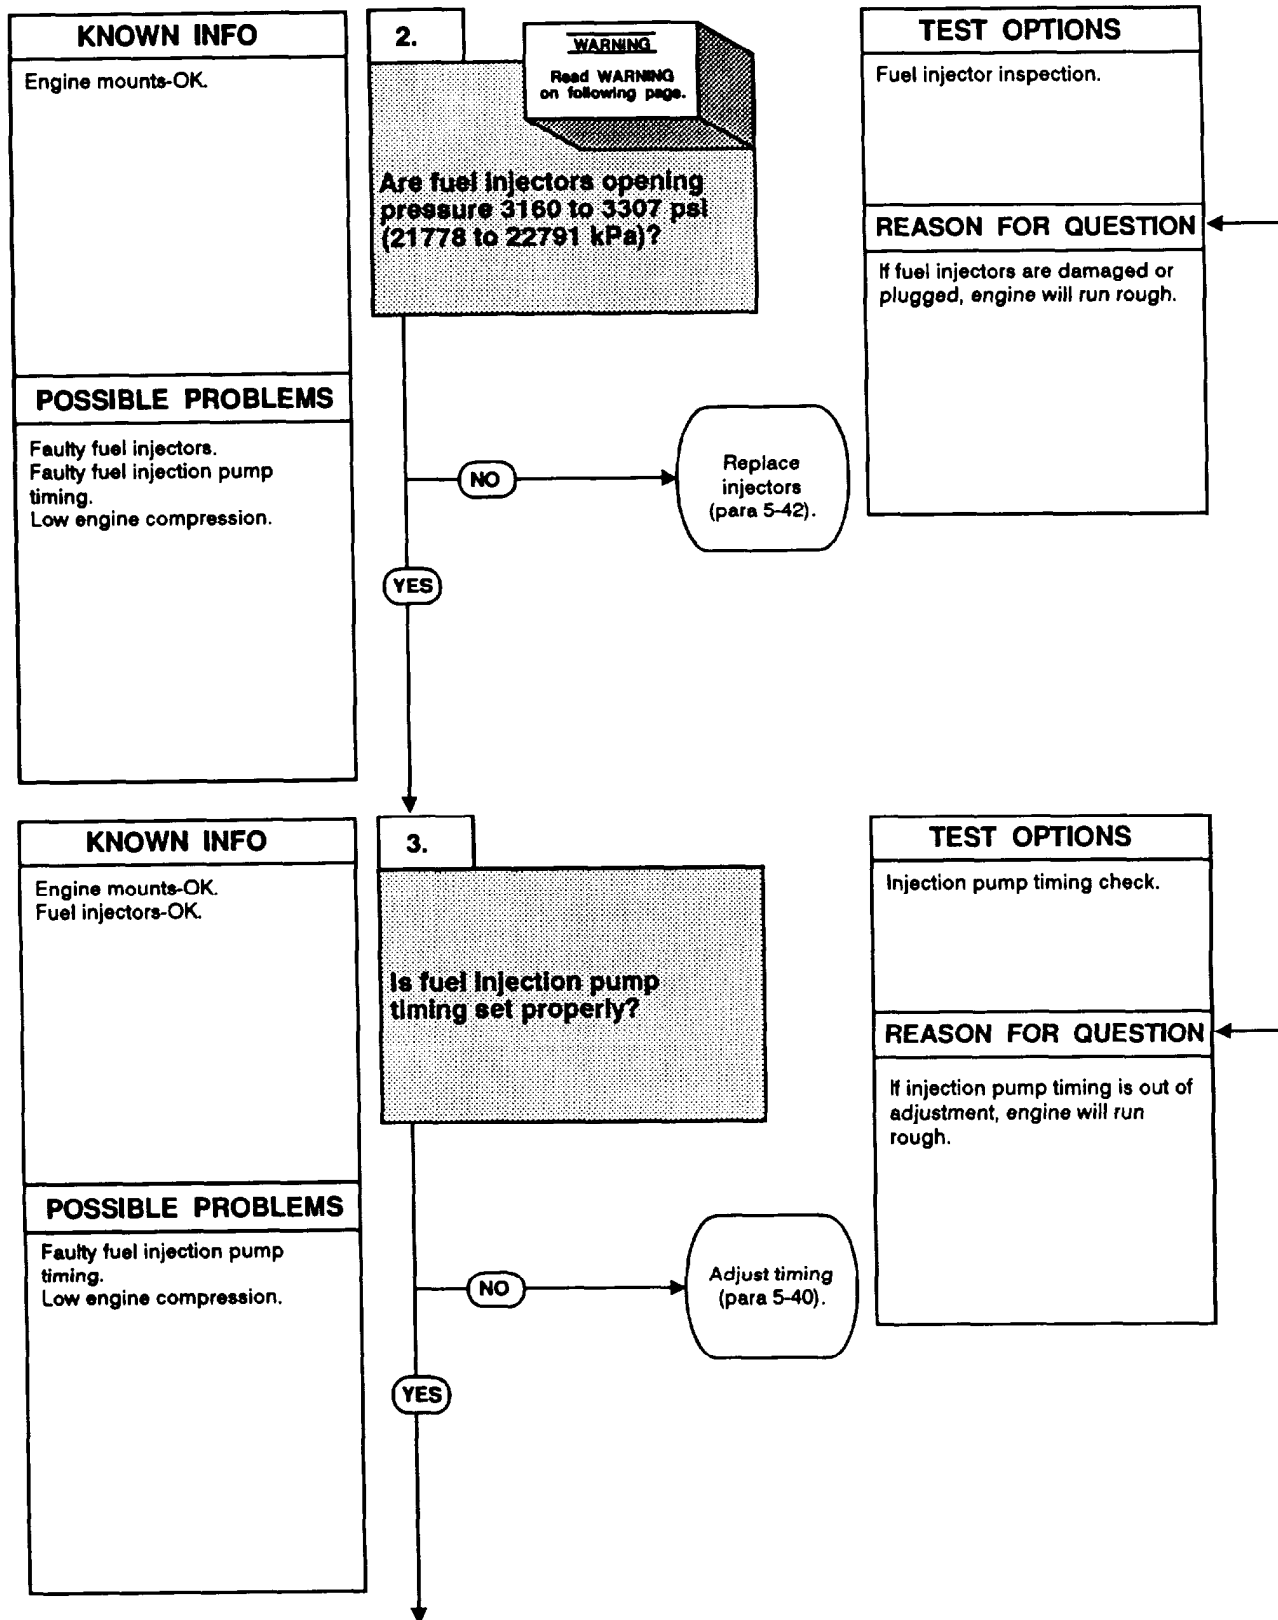 KNOWN INFO
Engine mounts-OK.
POSSIBLE PROBLEMS
Faulty fuel injectors.
Faulty fuel injection pump
timing.
Low engine compression.
2.
WARNING
Read WARNING
on following page.
Are fuel injectors opening
pressure 3160 to 3307 psi
(21778 to 22791 kPa)?
NO
Replace
injectors
(para 5-42).
YES
TEST OPTIONS
Fuel injector inspection.
REASON FOR QUESTION
If fuel injectors are damaged or
plugged, engine will run rough.
KNOWN INFO
Engine mounts-OK.
Fuel injectors-OK.
POSSIBLE PROBLEMS
Faulty fuel injection pump
timing.
Low engine compression.
3.
Is fuel injection pump
timing set properly?
NO
Adjust timing
(para 5-40).
YES
TEST OPTIONS
Injection pump timing check.
REASON FOR QUESTION
If injection pump timing is out of
adjustment, engine will run
rough.